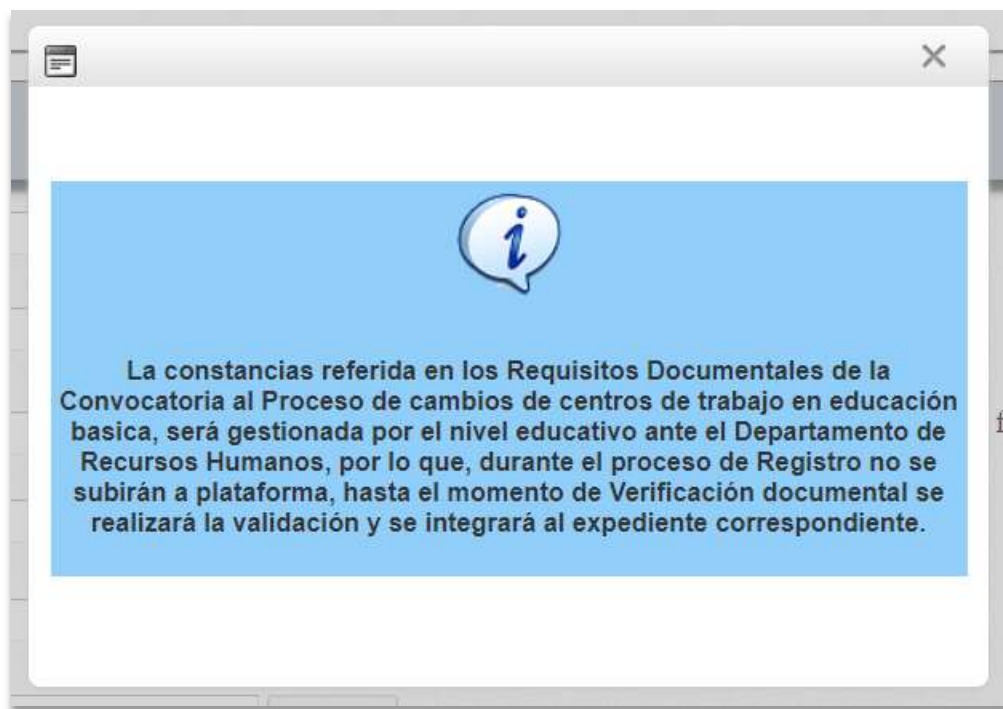 La constancias referida en los Requisitos Documentales de la
Convocatoria al Proceso de cambios de centros de trabajo en educación
basica, será gestionada por el nivel educativo ante el Departamento de
Recursos Humanos, por lo que, durante el proceso de Registro no se
subirán a plataforma, hasta el momento de Verificación documental se
realizará la validación y se integrará al expediente correspondiente.